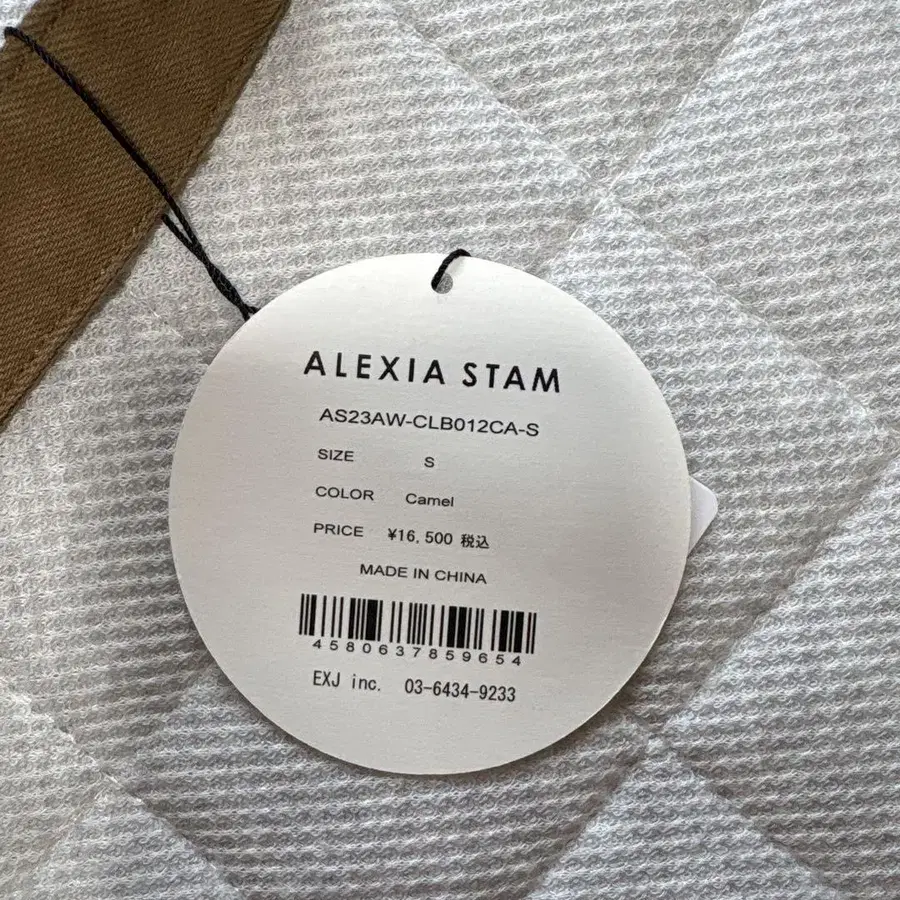 ALEXIA STAM
AS23AW-CLB012CA-S
SIZE S
COLOR Camel
PRICE ¥16,500 税込
MADE IN CHINA
4580637859654
EXJ inc. 03-6434-9233